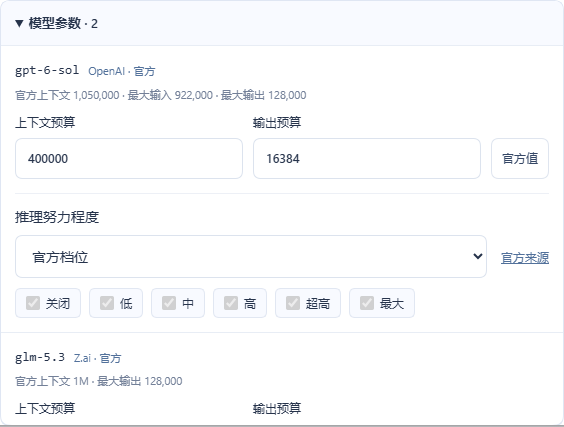 ▼ 模型参数 · 2
gpt-6-sol OpenAI · 官方
官方上下文 1,050,000 · 最大输入 922,000 · 最大输出 128,000
上下文预算 输出预算
400000 16384 官方值
推理努力程度
官方档位 官方来源
关闭 低 中 高 超高 最大
glm-5.3 Z.ai · 官方
官方上下文 1M · 最大输出 128,000
上下文预算 输出预算